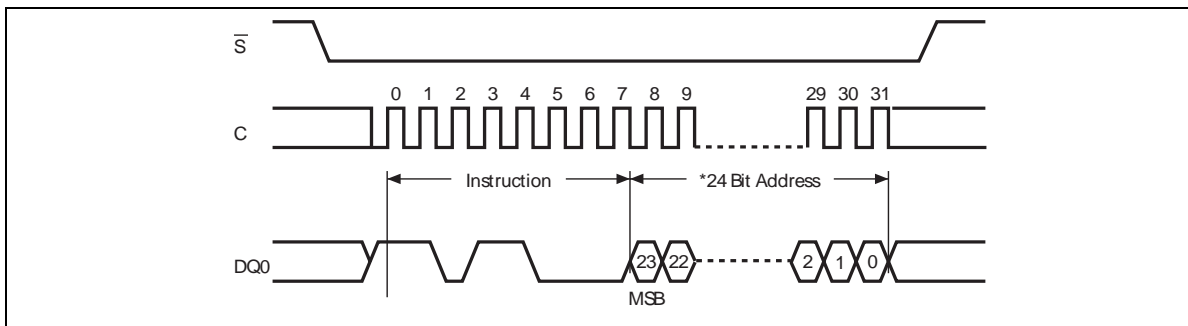 S
0 1 2 3 4 5 6 7 8 9 29 30 31
C
Instruction *24 Bit Address
DQ0 23 22 2 1 0
MSB